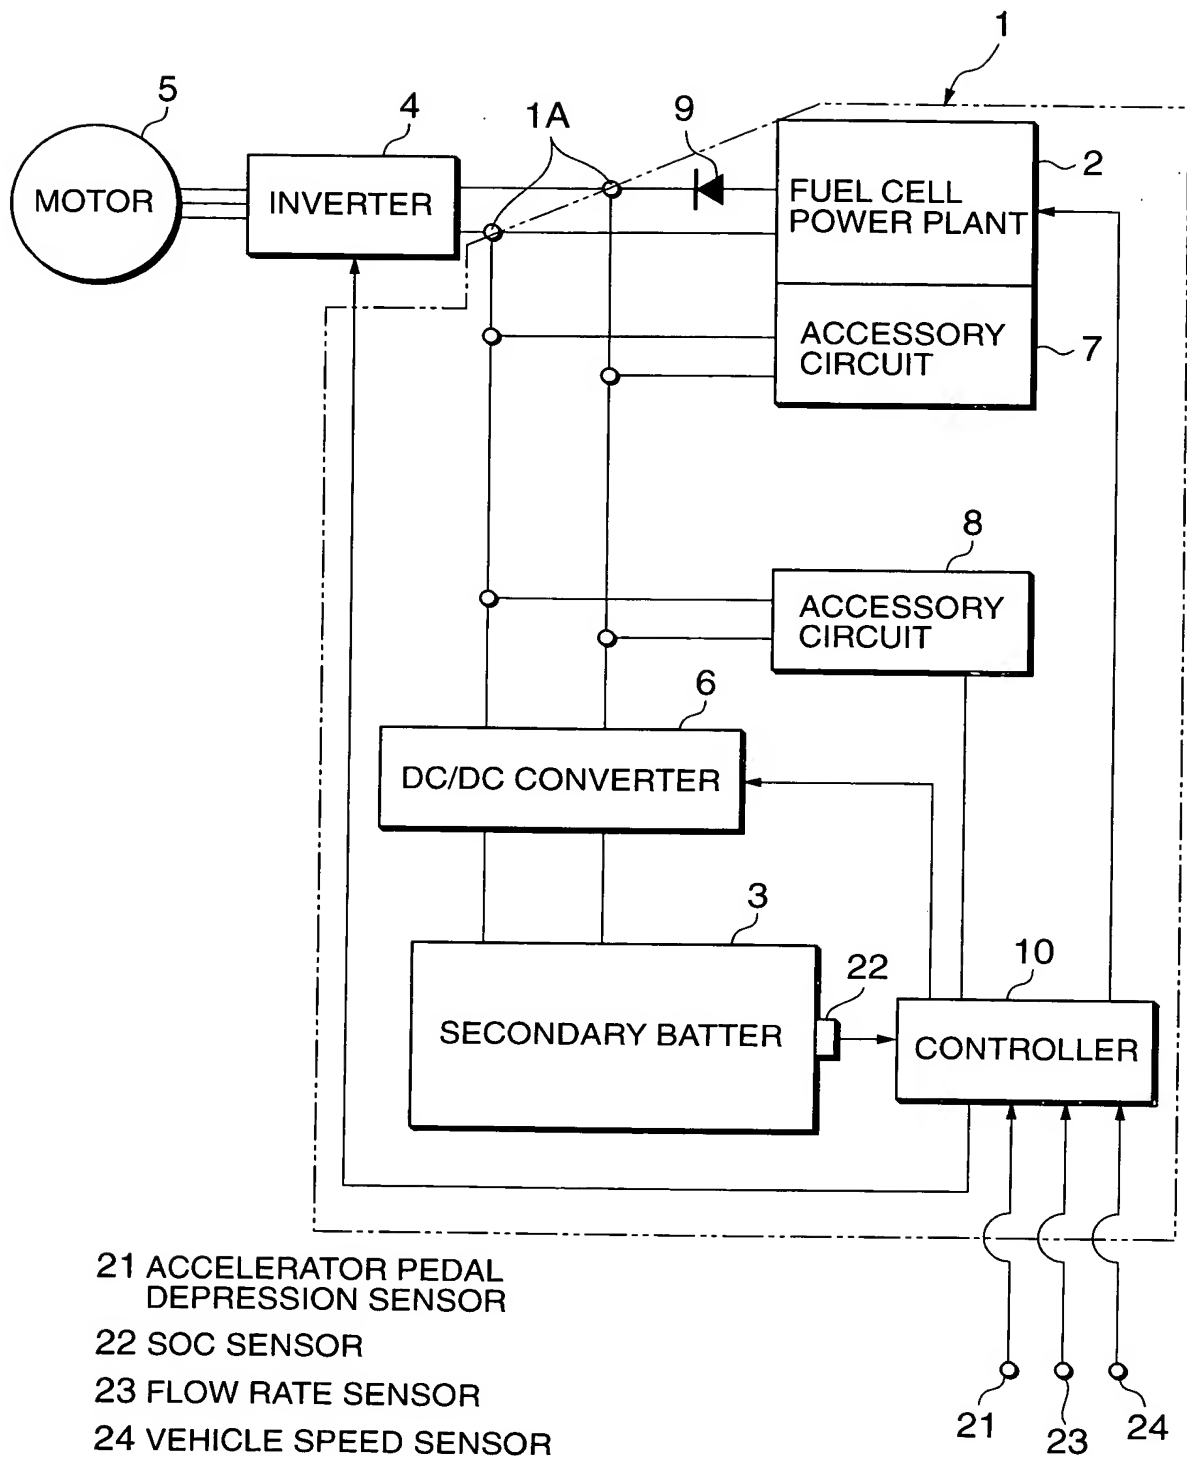 1
5
4
1A
9
MOTOR
INVERTER
FUEL CELL
POWER PLANT
2
ACCESSORY
CIRCUIT
7
8
ACCESSORY
CIRCUIT
6
DC/DC CONVERTER
3
22
10
SECONDARY BATTER
CONTROLLER
21 ACCELERATOR PEDAL
DEPRESSION SENSOR
22 SOC SENSOR
23 FLOW RATE SENSOR
24 VEHICLE SPEED SENSOR
21
23
24